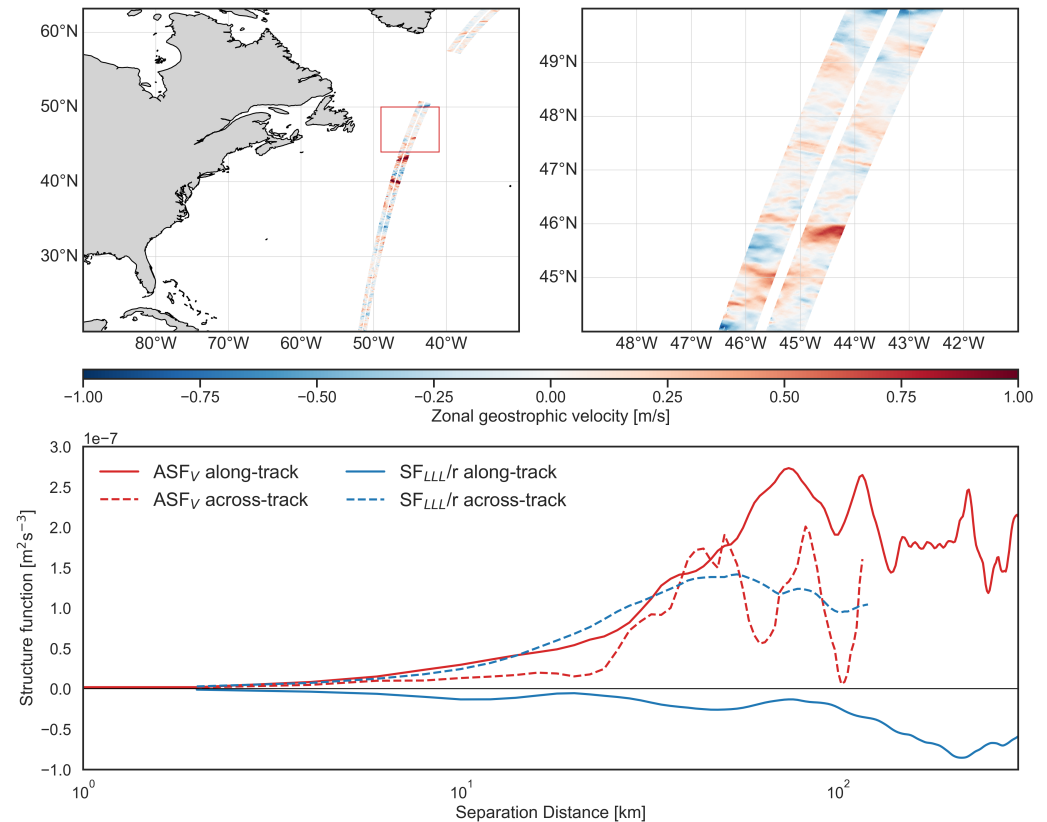 60°N
50°N
40°N
30°N
80°W 70°W 60°W 50°W 40°W
49°N
48°N
47°N
46°N
45°N
48°W 47°W 46°W 45°W 44°W 43°W 42°W
−1.00 −0.75 −0.50 −0.25 0.00 0.25 0.50 0.75 1.00
Zonal geostrophic velocity [m/s]
1e−7
3.0
2.5
2.0
1.5
1.0
0.5
0.0
−0.5
−1.0
Structure function [m²s⁻³]
ASF_V along-track
ASF_V across-track
SF_LLL/r along-track
SF_LLL/r across-track
10⁰ 10¹ 10²
Separation Distance [km]